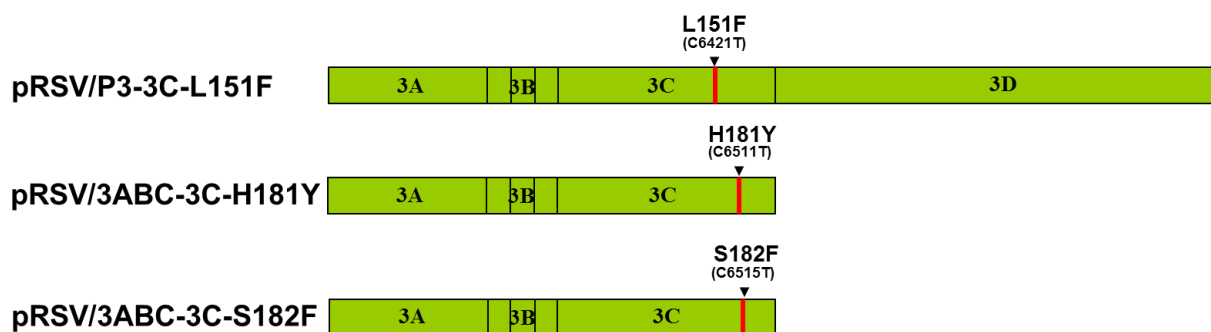 L151F
(C6421T)
pRSV/P3-3C-L151F 3A 3B 3C 3D
H181Y
(C6511T)
pRSV/3ABC-3C-H181Y 3A 3B 3C
S182F
(C6515T)
pRSV/3ABC-3C-S182F 3A 3B 3C